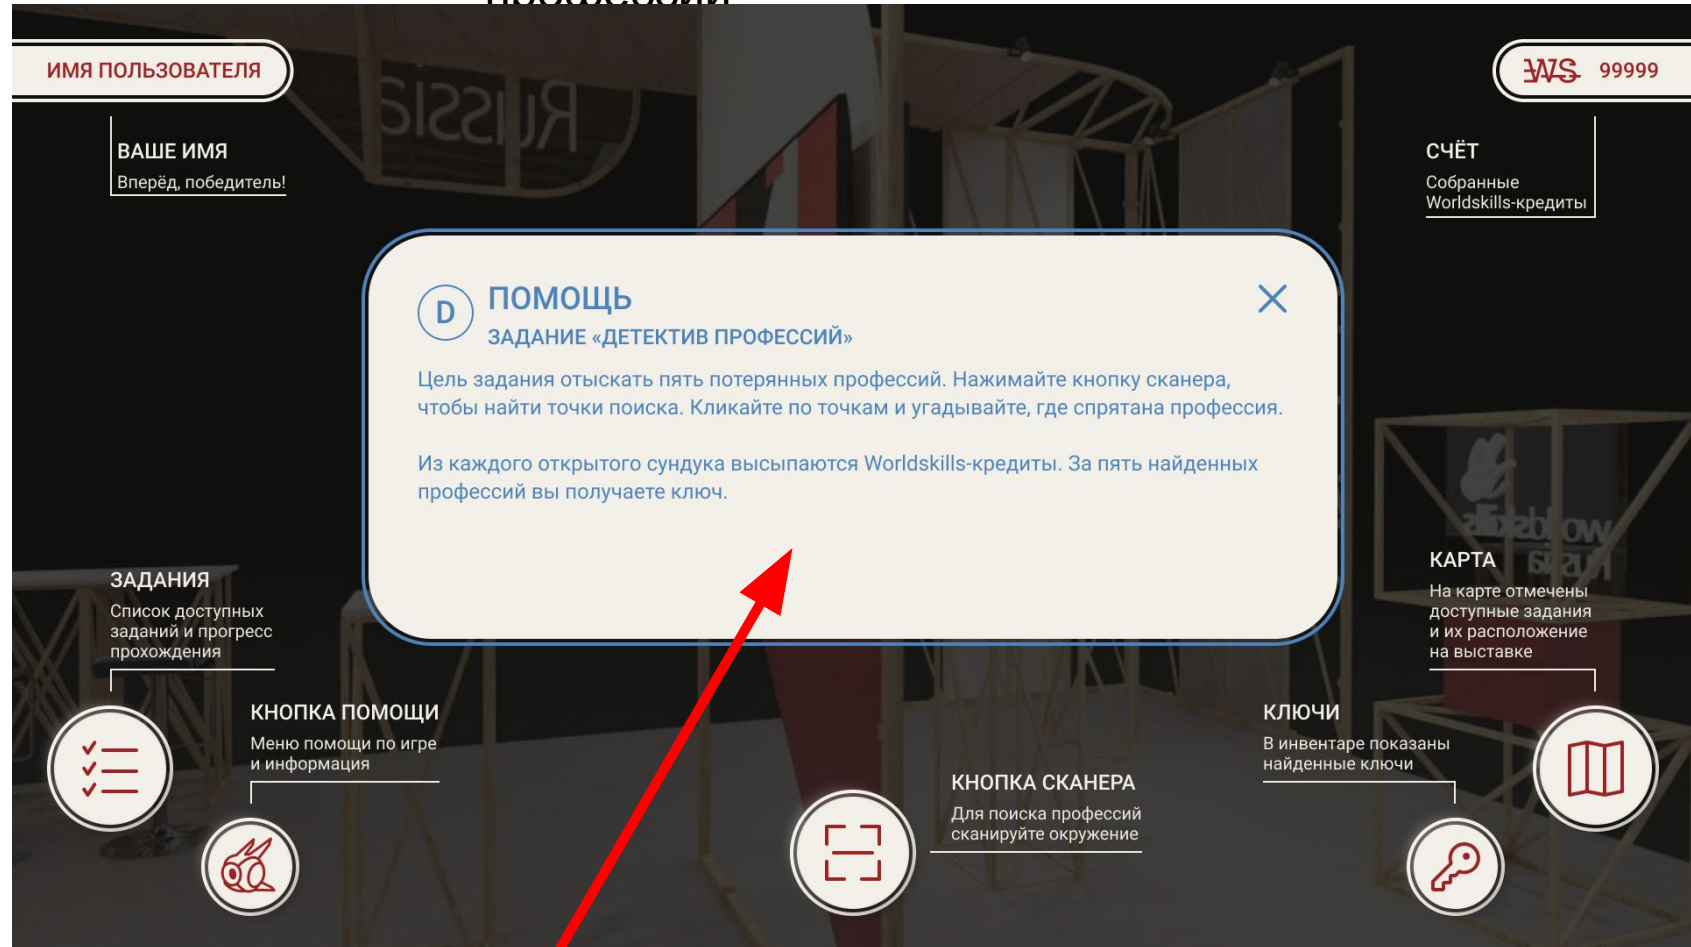 ИМЯ ПОЛЬЗОВАТЕЛЯ
WS 99999
Russia
ВАШЕ ИМЯ
Вперёд, победитель!
СЧЁТ
Собранные
Worldskills-кредиты
D
ПОМОЩЬ
ЗАДАНИЕ «ДЕТЕКТИВ ПРОФЕССИЙ»
Цель задания отыскать пять потерянных профессий. Нажимайте кнопку сканера,
чтобы найти точки поиска. Кликайте по точкам и угадывайте, где спрятана профессия.
Из каждого открытого сундука высыпаются Worldskills-кредиты. За пять найденных
профессий вы получаете ключ.
worldskills
Russia
ЗАДАНИЯ
Список доступных
заданий и прогресс
прохождения
КАРТА
На карте отмечены
доступные задания
и их расположение
на выставке
КНОПКА ПОМОЩИ
Меню помощи по игре
и информация
КЛЮЧИ
В инвентаре показаны
найденные ключи
КНОПКА СКАНЕРА
Для поиска профессий
сканируйте окружение